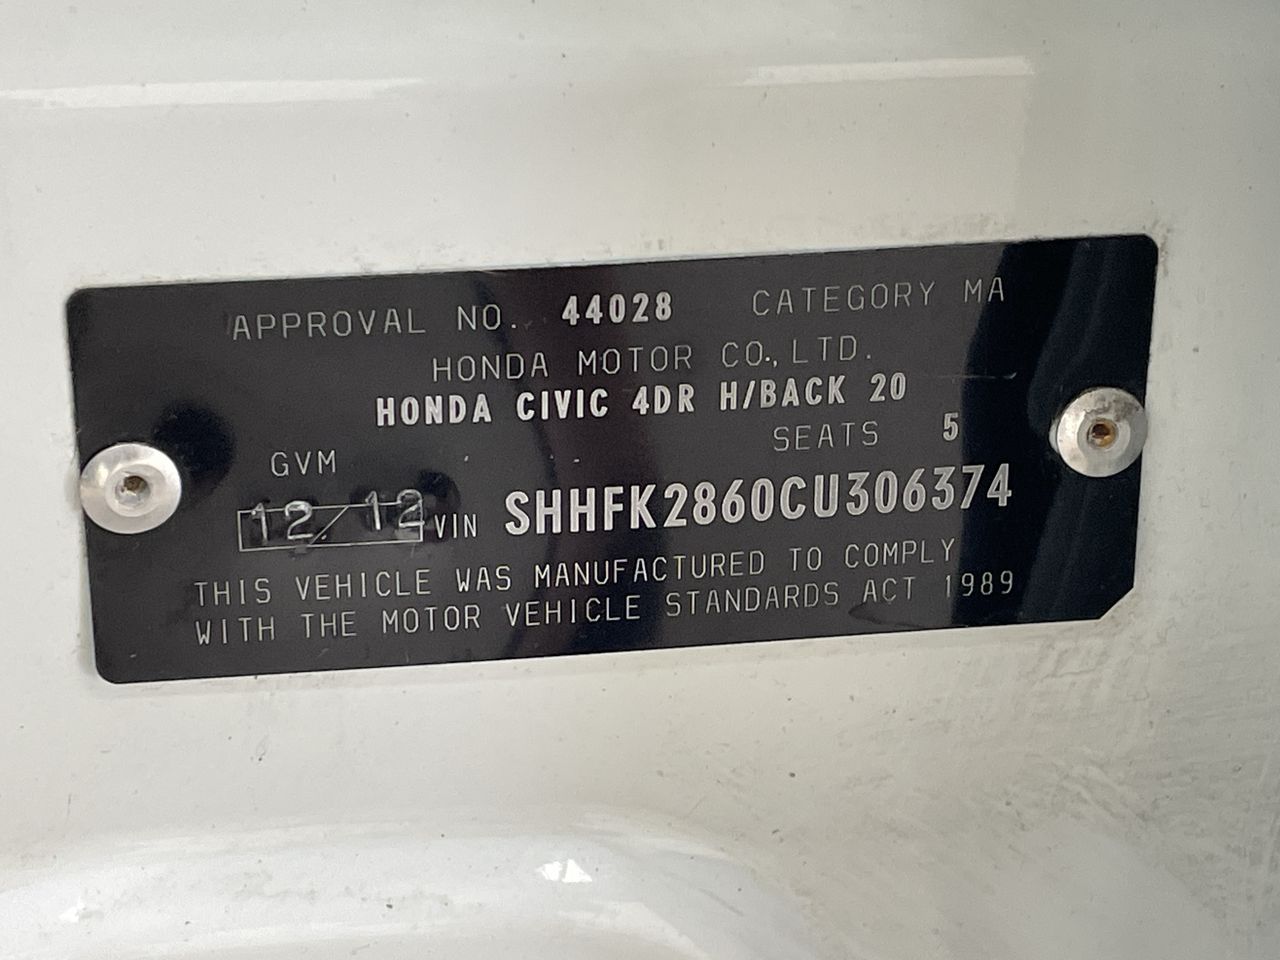 APPROVAL NO. 44028 CATEGORY MA
HONDA MOTOR CO., LTD.
HONDA CIVIC 4DR H/BACK 20
SEATS 5
GVM
12/12 VIN SHHFK2860CU306374
THIS VEHICLE WAS MANUFACTURED TO COMPLY
WITH THE MOTOR VEHICLE STANDARDS ACT 1989